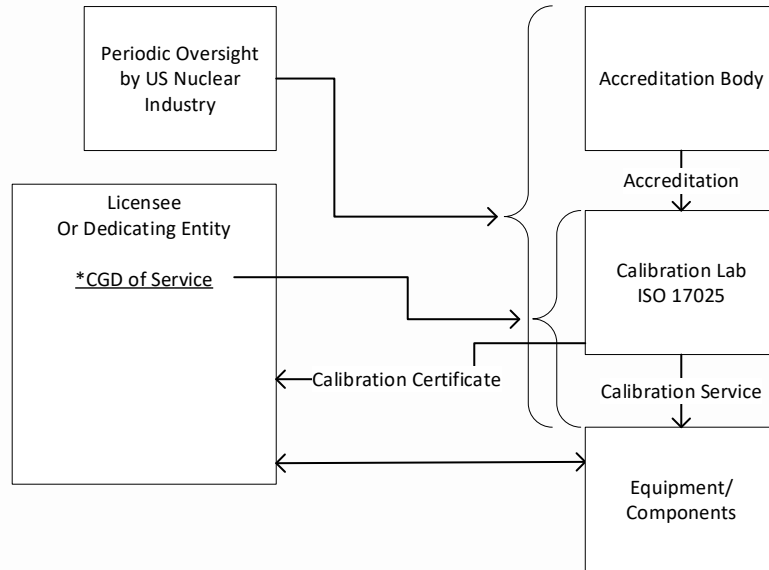 Periodic Oversight
by US Nuclear
Industry
Accreditation Body
Accreditation
Licensee
Or Dedicating Entity
*CGD of Service
Calibration Lab
ISO 17025
Calibration Certificate
Calibration Service
Equipment/
Components